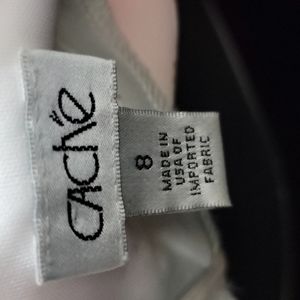 CACHÉ
8
MADE IN
USA OF
IMPORTED
FABRIC